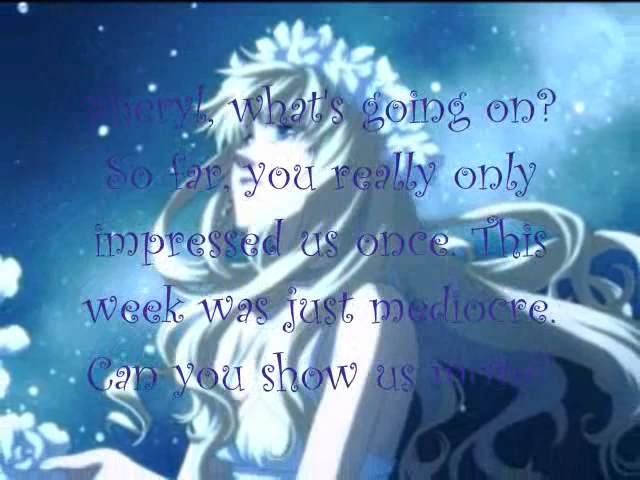 Sheryl, what's going on?
So far, you really only
impressed us once. This
week was just mediocre.
Can you show us more?